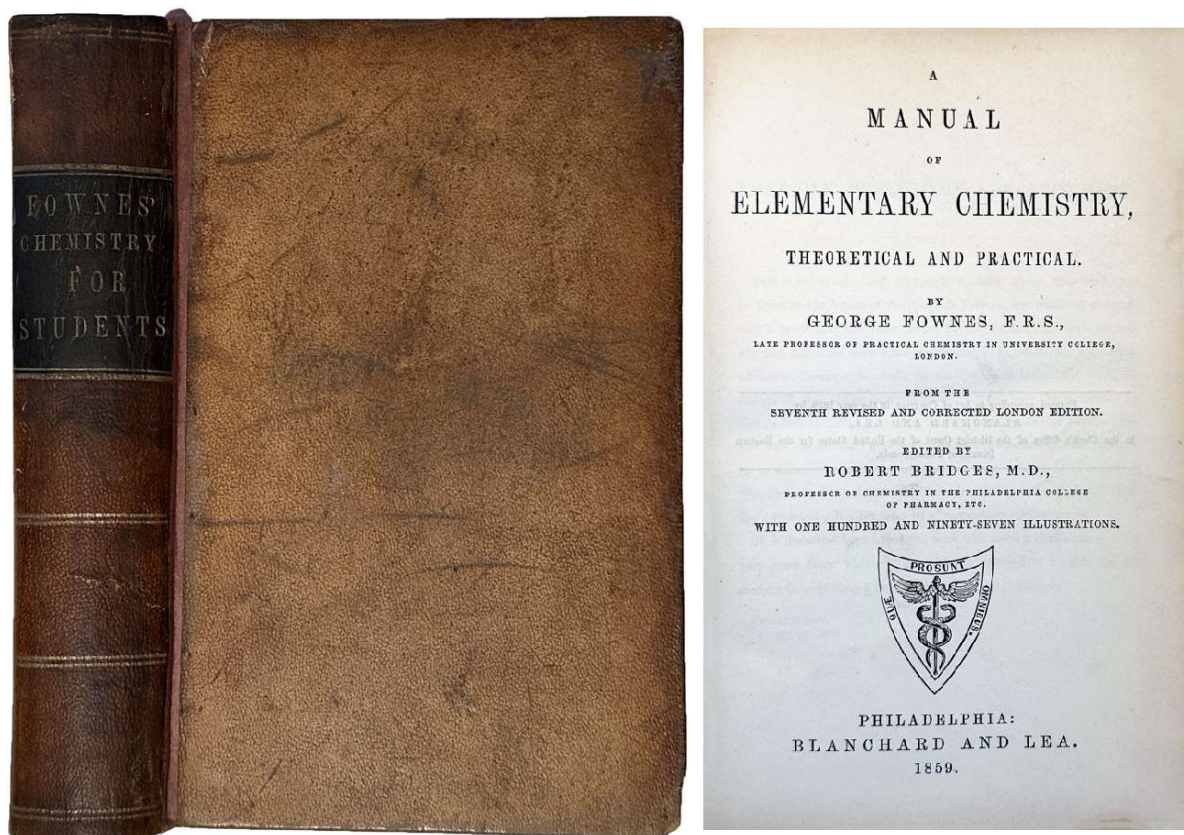 FOWNES'
CHEMISTRY
FOR
STUDENTS
A
MANUAL
OF
ELEMENTARY CHEMISTRY,
THEORETICAL AND PRACTICAL.
BY
GEORGE FOWNES, F.R.S.,
LATE PROFESSOR OF PRACTICAL CHEMISTRY IN UNIVERSITY COLLEGE,
LONDON.
FROM THE
SEVENTH REVISED AND CORRECTED LONDON EDITION.
EDITED BY
ROBERT BRIDGES, M.D.,
PROFESSOR OF CHEMISTRY IN THE PHILADELPHIA COLLEGE
OF PHARMACY, ETC.
WITH ONE HUNDRED AND NINETY-SEVEN ILLUSTRATIONS.
QUE PROSUNT OMNIBUS.
PHILADELPHIA:
BLANCHARD AND LEA.
1859.